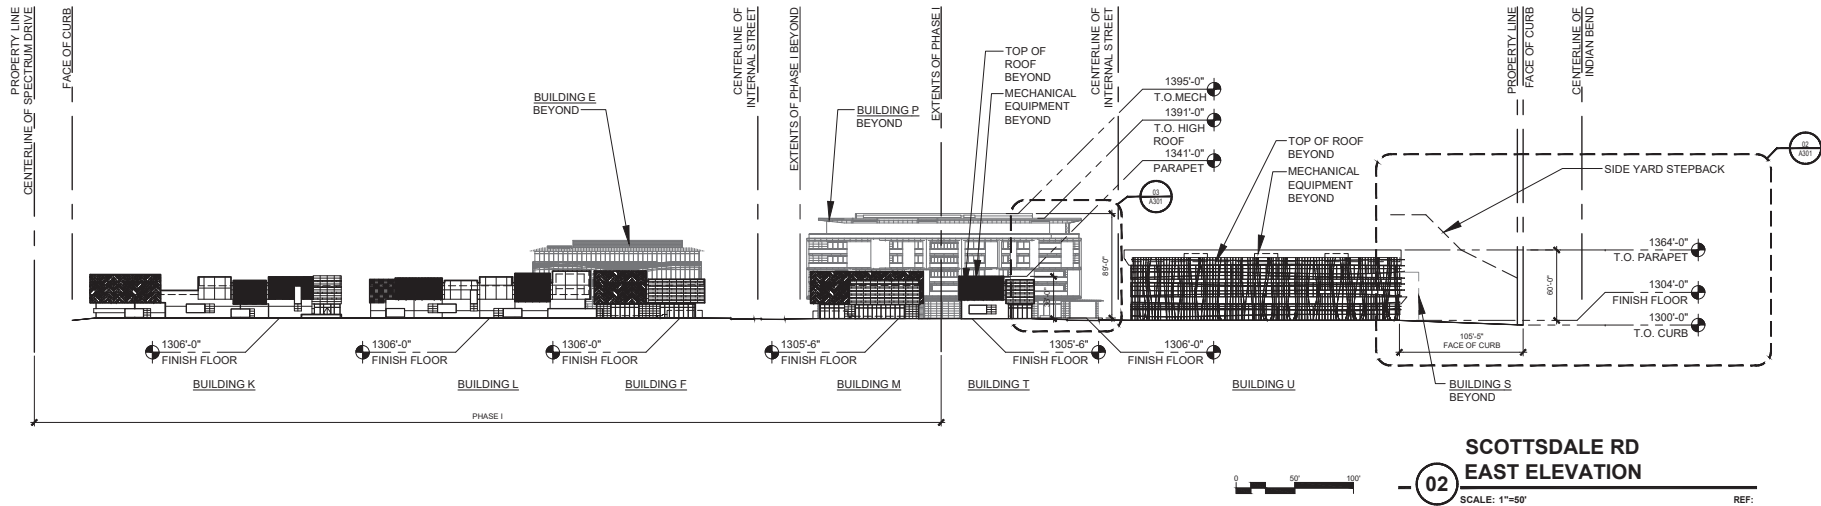 PROPERTY LINE
CENTERLINE OF SPECTRUM DRIVE
FACE OF CURB
CENTERLINE OF
INTERNAL STREET
EXTENTS OF PHASE I BEYOND
EXTENTS OF PHASE I
CENTERLINE OF
INTERNAL STREET
PROPERTY LINE
FACE OF CURB
CENTERLINE OF
INDIAN BEND
BUILDING E
BEYOND
BUILDING P
BEYOND
TOP OF
ROOF
BEYOND
MECHANICAL
EQUIPMENT
BEYOND
1395'-0"
T.O.MECH
1391'-0"
T.O. HIGH
ROOF
1341'-0"
PARAPET
03
A301
TOP OF ROOF
BEYOND
MECHANICAL
EQUIPMENT
BEYOND
02
A301
SIDE YARD STEPBACK
1364'-0"
T.O. PARAPET
1304'-0"
FINISH FLOOR
1300'-0"
T.O. CURB
89'-0"
60'-0"
105'-5"
FACE OF CURB
1306'-0"
FINISH FLOOR
1306'-0"
FINISH FLOOR
1306'-0"
FINISH FLOOR
1305'-6"
FINISH FLOOR
1305'-6"
FINISH FLOOR
1306'-0"
FINISH FLOOR
BUILDING K
BUILDING L
BUILDING F
BUILDING M
BUILDING T
BUILDING U
BUILDING S
BEYOND
PHASE I
0 50' 100'
02
SCOTTSDALE RD
EAST ELEVATION
SCALE: 1"=50'
REF: